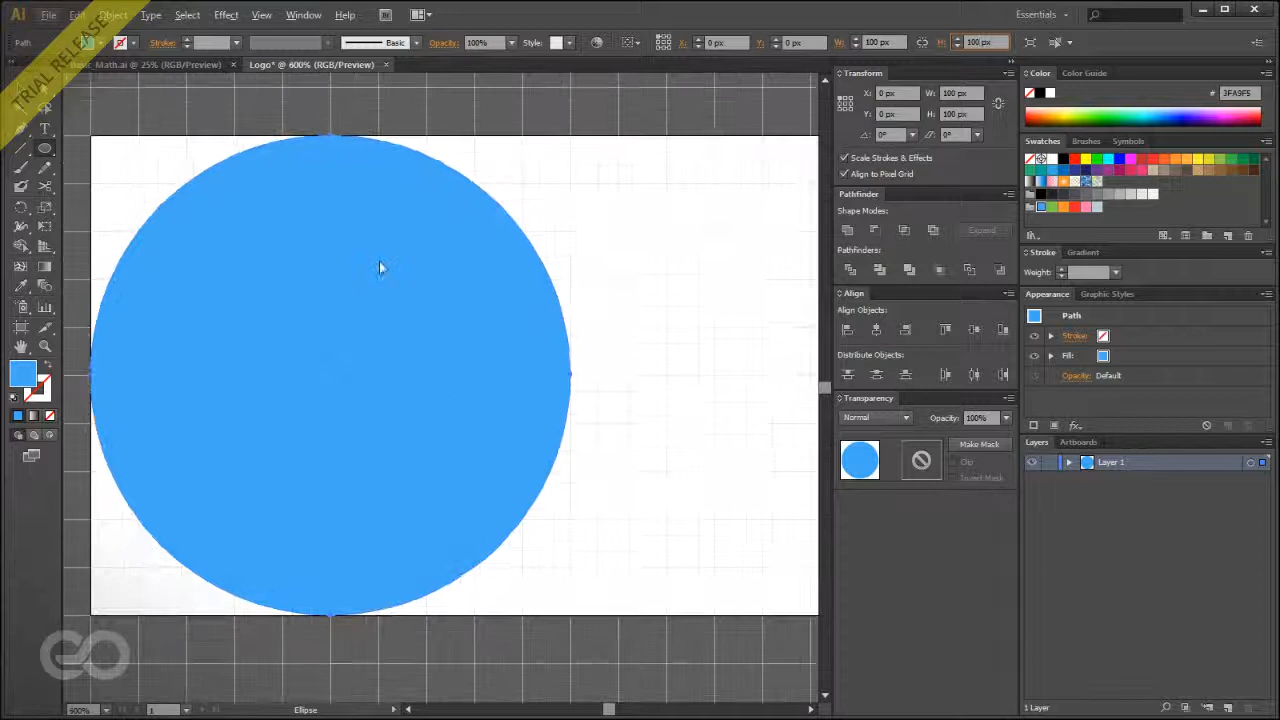 TRIAL RELEASE
Ai File Edit Object Type Select Effect View Window Help Essentials
Path Stroke: Basic Opacity: 100% Style: X: 0 px Y: 0 px W: 100 px H: 100 px
Basic_Math.ai @ 25% (RGB/Preview) × Logo* @ 600% (RGB/Preview) ×
Transform
X: 0 px W: 100 px
Y: 0 px H: 100 px
0° 0°
Scale Strokes & Effects
Align to Pixel Grid
Pathfinder
Shape Modes:
Expand
Pathfinders:
Align
Align Objects:
Distribute Objects:
Transparency
Normal Opacity: 100%
Make Mask
Clip
Invert Mask
Color Color Guide
# 3FA9F5
Swatches Brushes Symbols
Stroke Gradient
Weight:
Appearance Graphic Styles
Path
Stroke:
Fill:
Opacity: Default
fx
Layers Artboards
Layer 1
1 Layer
600% 1 Ellipse